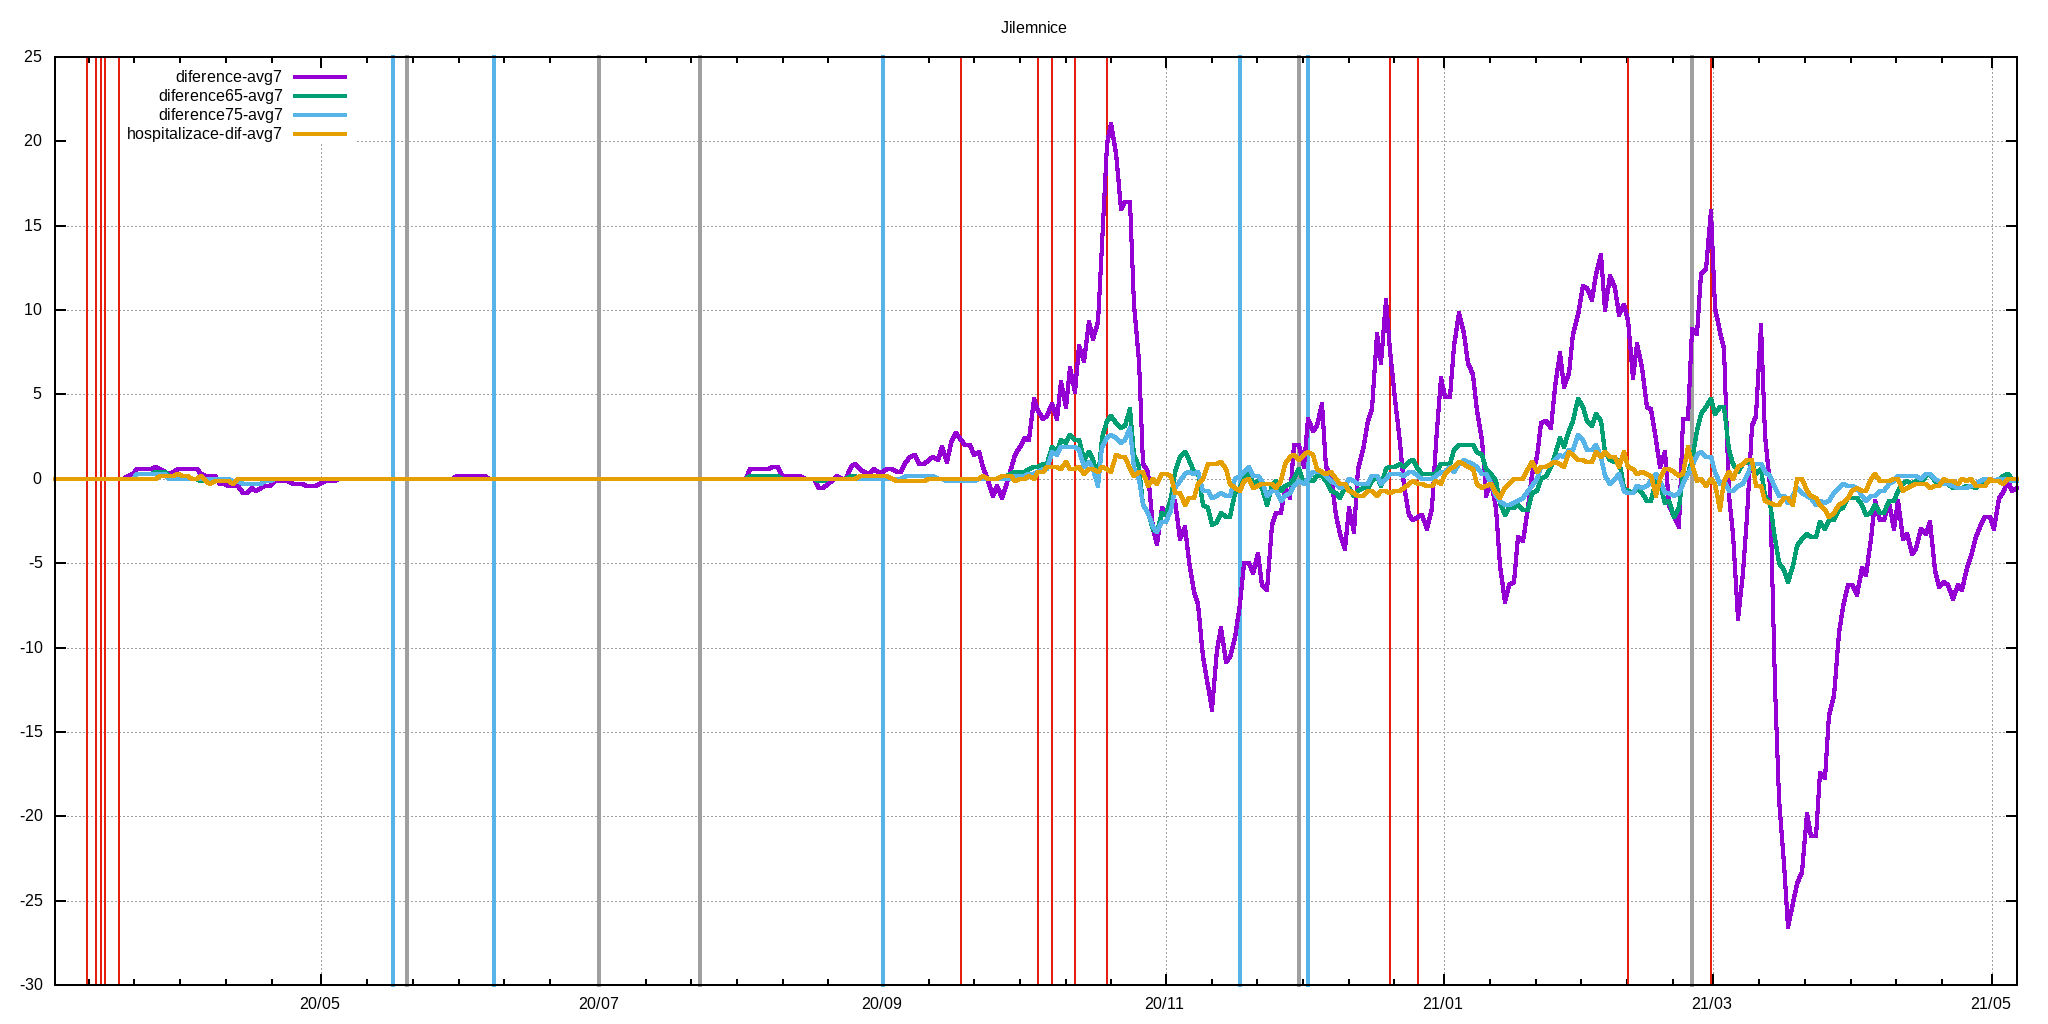 Jilemnice
25
20
15
10
5
0
-5
-10
-15
-20
-25
-30
diference-avg7
diference65-avg7
diference75-avg7
hospitalizace-dif-avg7
20/05 20/07 20/09 20/11 21/01 21/03 21/05